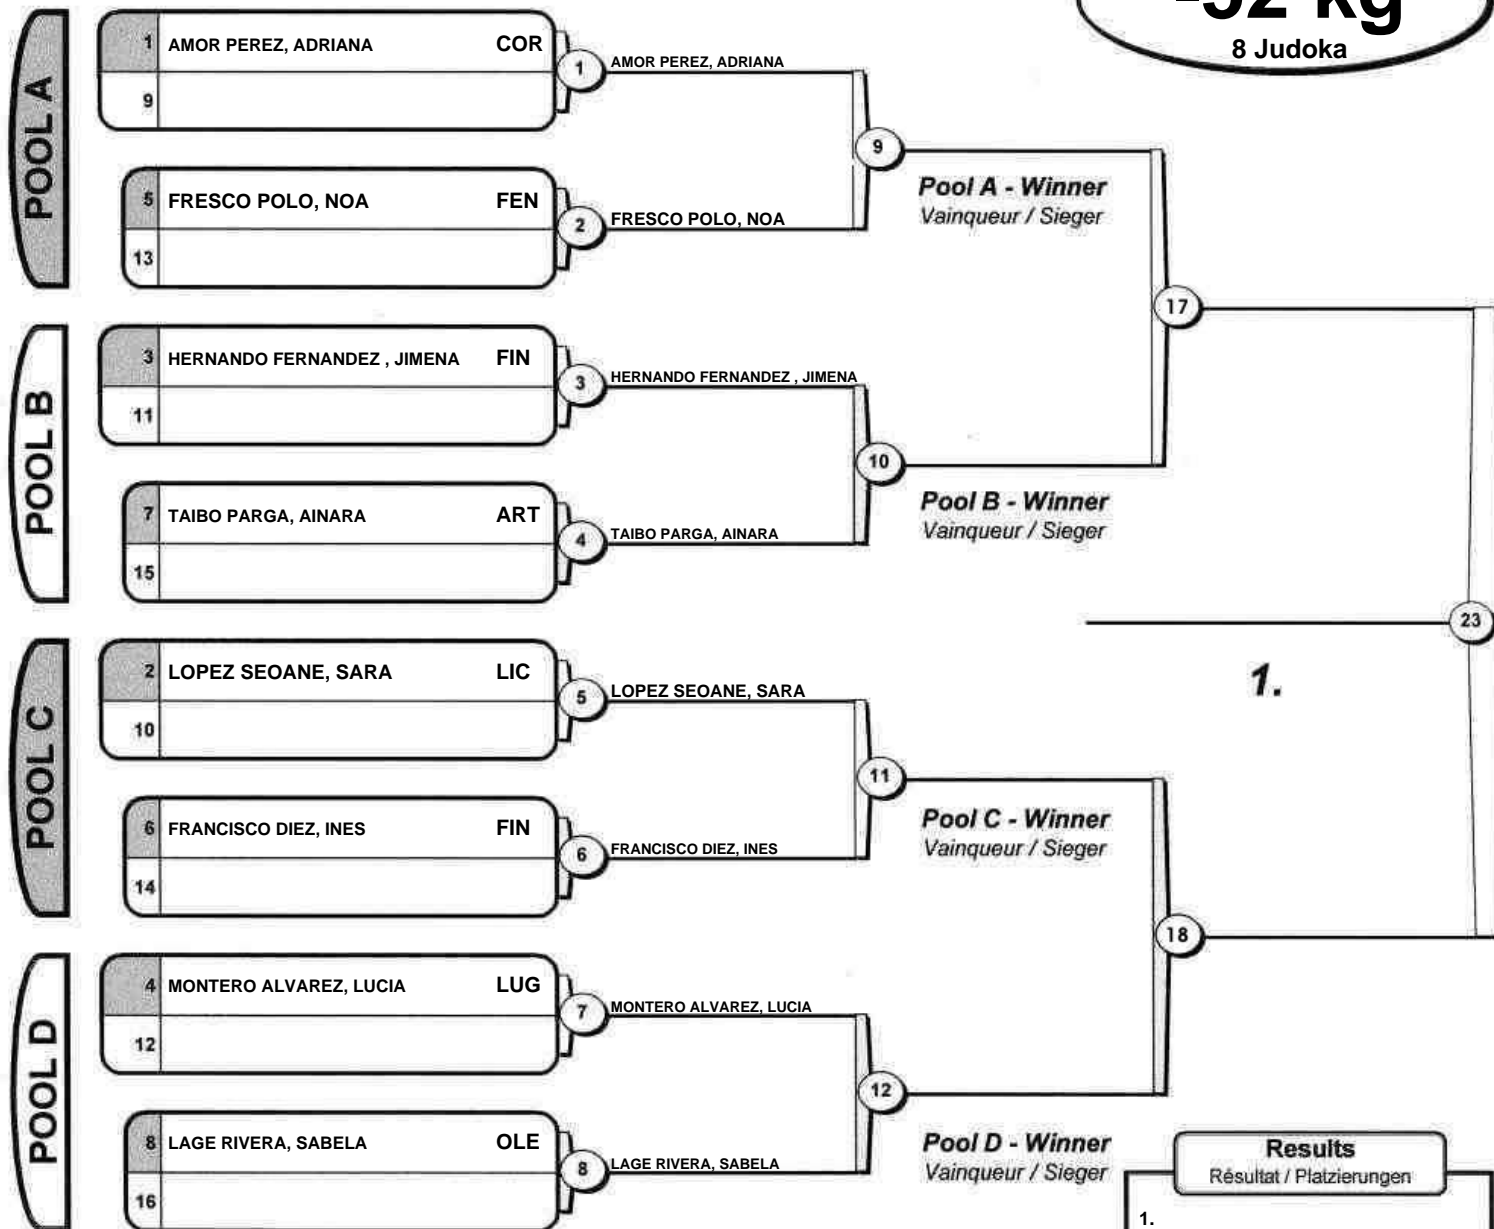 -52 kg
8 Judoka
POOL A
1 AMOR PEREZ, ADRIANA COR
9
1 AMOR PEREZ, ADRIANA
5 FRESCO POLO, NOA FEN
13
2 FRESCO POLO, NOA
9
Pool A - Winner
Vainqueur / Sieger
17
POOL B
3 HERNANDO FERNANDEZ , JIMENA FIN
11
3 HERNANDO FERNANDEZ , JIMENA
7 TAIBO PARGA, AINARA ART
15
4 TAIBO PARGA, AINARA
10
Pool B - Winner
Vainqueur / Sieger
23
1.
POOL C
2 LOPEZ SEOANE, SARA LIC
10
5 LOPEZ SEOANE, SARA
6 FRANCISCO DIEZ, INES FIN
14
6 FRANCISCO DIEZ, INES
11
Pool C - Winner
Vainqueur / Sieger
18
POOL D
4 MONTERO ALVAREZ, LUCIA LUG
12
7 MONTERO ALVAREZ, LUCIA
8 LAGE RIVERA, SABELA OLE
16
8 LAGE RIVERA, SABELA
12
Pool D - Winner
Vainqueur / Sieger
Results
Résultat / Platzierungen
1.